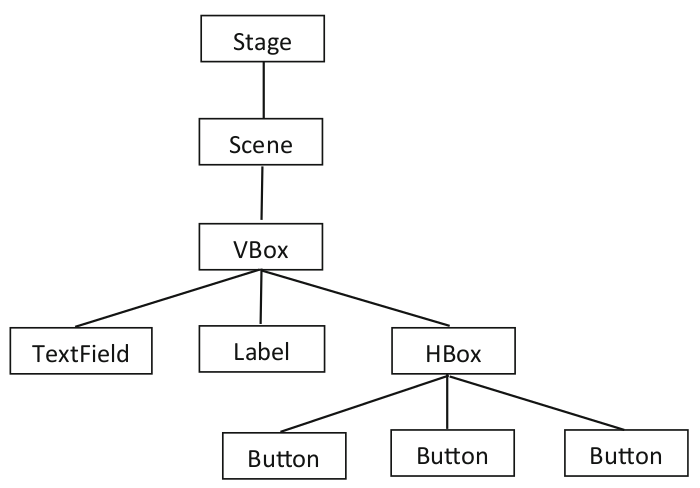 Stage
Scene
VBox
TextField
Label
HBox
Button
Button
Button